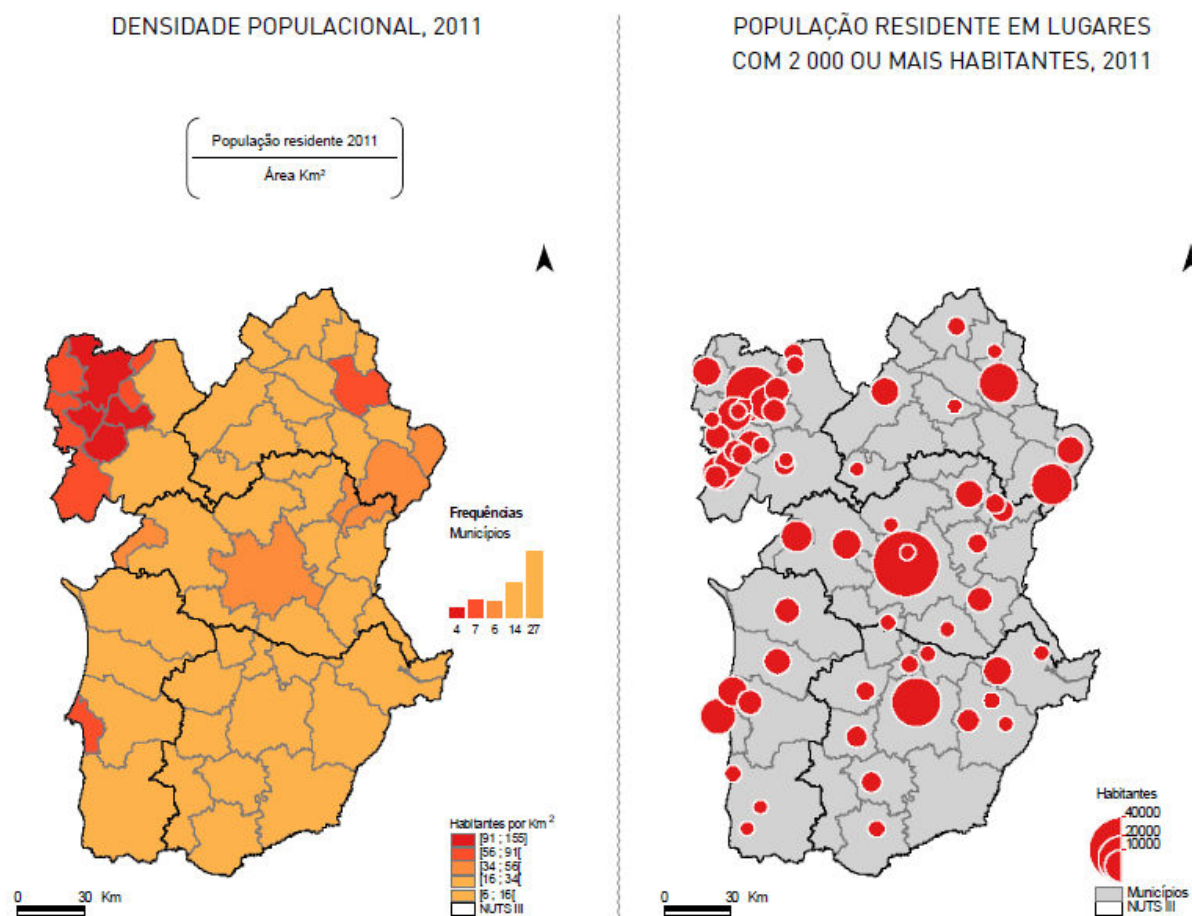 DENSIDADE POPULACIONAL, 2011
População residente 2011
Área Km²
Frequências
Municípios
4 7 6 14 27
Habitantes por Km²
[91 ; 155]
[56 ; 91[
[34 ; 56[
[16 ; 34[
[6 ; 16[
NUTS III
0 30 Km
POPULAÇÃO RESIDENTE EM LUGARES
COM 2 000 OU MAIS HABITANTES, 2011
Habitantes
40000
20000
10000
Municípios
NUTS III
0 30 Km